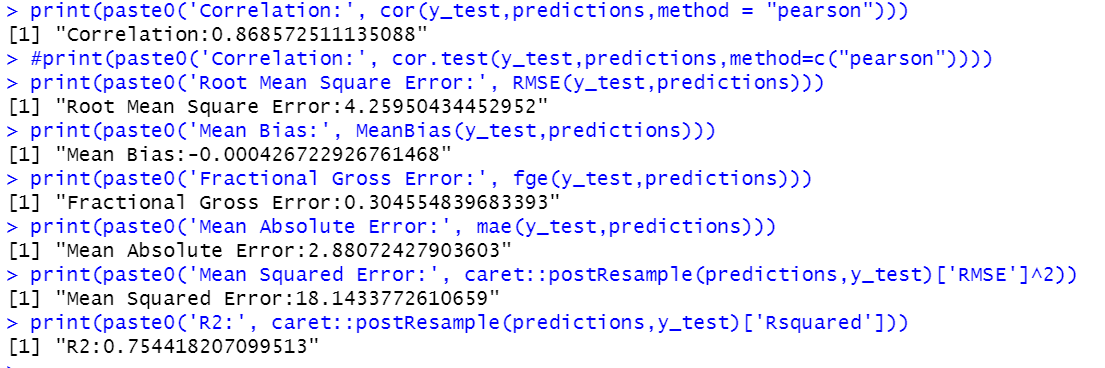 > print(paste0('Correlation:', cor(y_test,predictions,method = "pearson")))
[1] "Correlation:0.868572511135088"
> #print(paste0('Correlation:', cor.test(y_test,predictions,method=c("pearson"))))
> print(paste0('Root Mean Square Error:', RMSE(y_test,predictions)))
[1] "Root Mean Square Error:4.25950434452952"
> print(paste0('Mean Bias:', MeanBias(y_test,predictions)))
[1] "Mean Bias:-0.000426722926761468"
> print(paste0('Fractional Gross Error:', fge(y_test,predictions)))
[1] "Fractional Gross Error:0.304554839683393"
> print(paste0('Mean Absolute Error:', mae(y_test,predictions)))
[1] "Mean Absolute Error:2.88072427903603"
> print(paste0('Mean Squared Error:', caret::postResample(predictions,y_test)['RMSE']^2))
[1] "Mean Squared Error:18.1433772610659"
> print(paste0('R2:', caret::postResample(predictions,y_test)['Rsquared']))
[1] "R2:0.754418207099513"